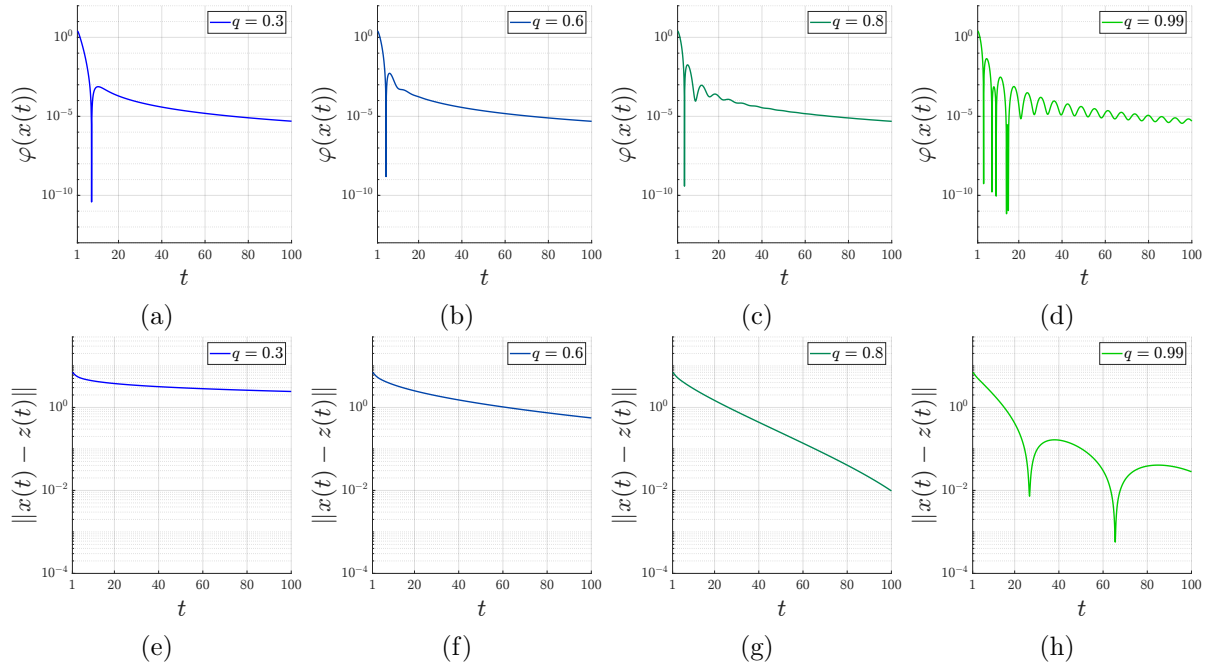 q = 0.3
q = 0.6
q = 0.8
q = 0.99
φ(x(t))
10^0
10^-5
10^-10
1 20 40 60 80 100
t
φ(x(t))
10^0
10^-5
10^-10
1 20 40 60 80 100
t
φ(x(t))
10^0
10^-5
10^-10
1 20 40 60 80 100
t
φ(x(t))
10^0
10^-5
10^-10
1 20 40 60 80 100
t
(a)
(b)
(c)
(d)
q = 0.3
q = 0.6
q = 0.8
q = 0.99
‖x(t) − z(t)‖
10^0
10^-2
10^-4
1 20 40 60 80 100
t
‖x(t) − z(t)‖
10^0
10^-2
10^-4
1 20 40 60 80 100
t
‖x(t) − z(t)‖
10^0
10^-2
10^-4
1 20 40 60 80 100
t
‖x(t) − z(t)‖
10^0
10^-2
10^-4
1 20 40 60 80 100
t
(e)
(f)
(g)
(h)